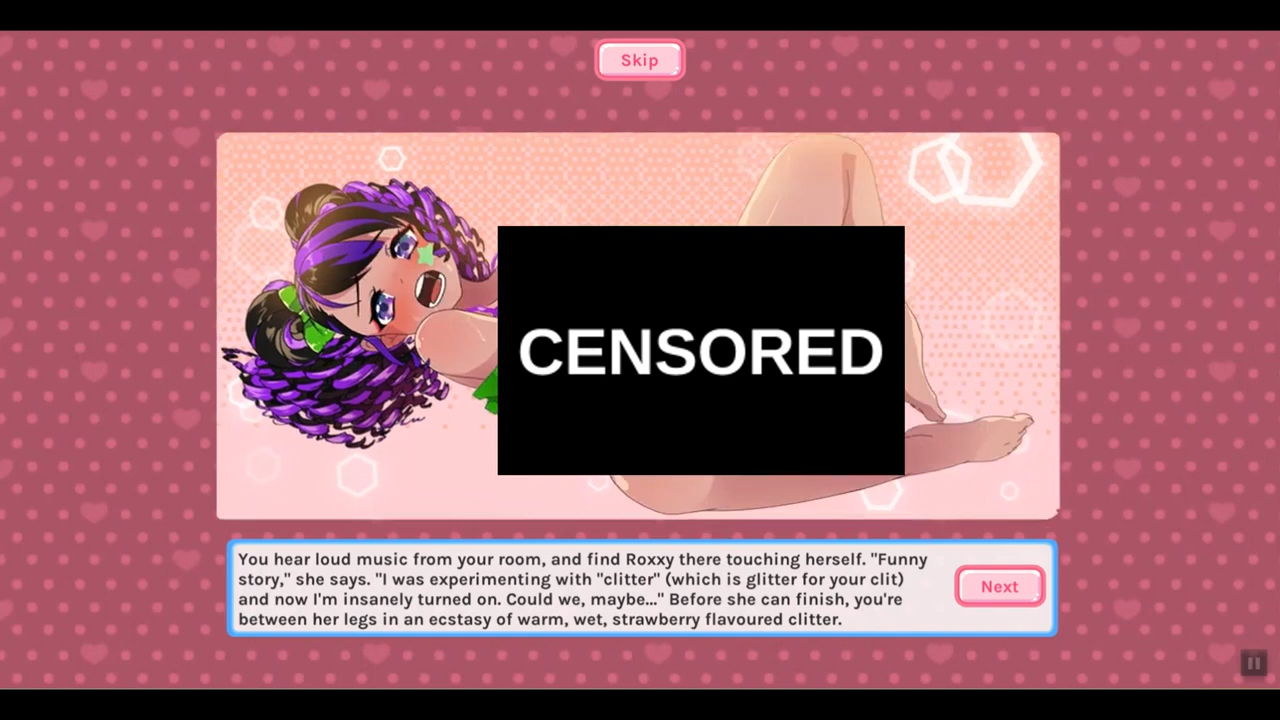 Skip
CENSORED
You hear loud music from your room, and find Roxxy there touching herself. "Funny
story," she says. "I was experimenting with "clitter" (which is glitter for your clit)
and now I'm insanely turned on. Could we, maybe..." Before she can finish, you're
between her legs in an ecstasy of warm, wet, strawberry flavoured clitter.
Next